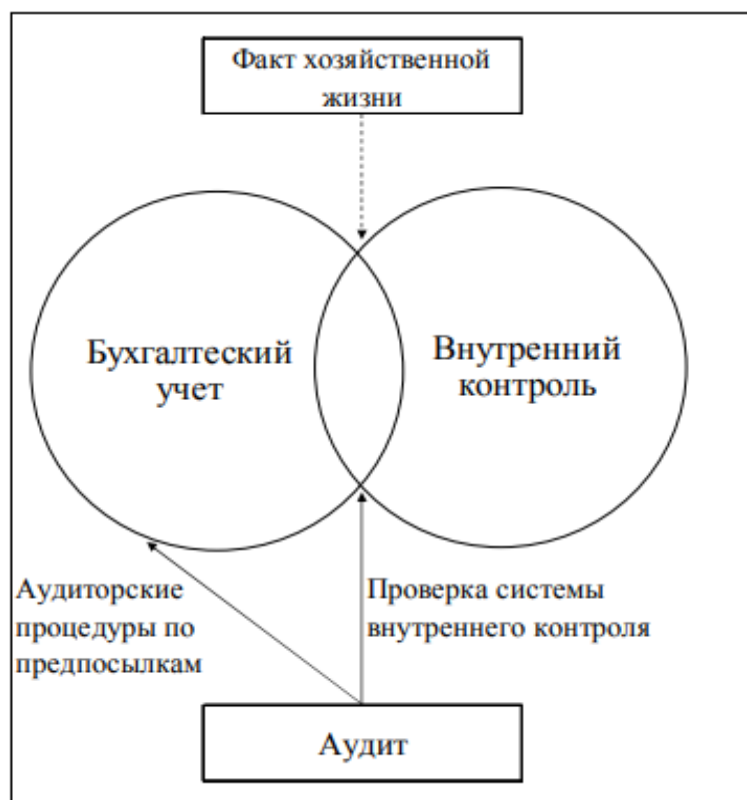 Факт хозяйственной
жизни
Бухгалтеский
учет
Внутренний
контроль
Аудиторские
процедуры по
предпосылкам
Проверка системы
внутреннего контроля
Аудит